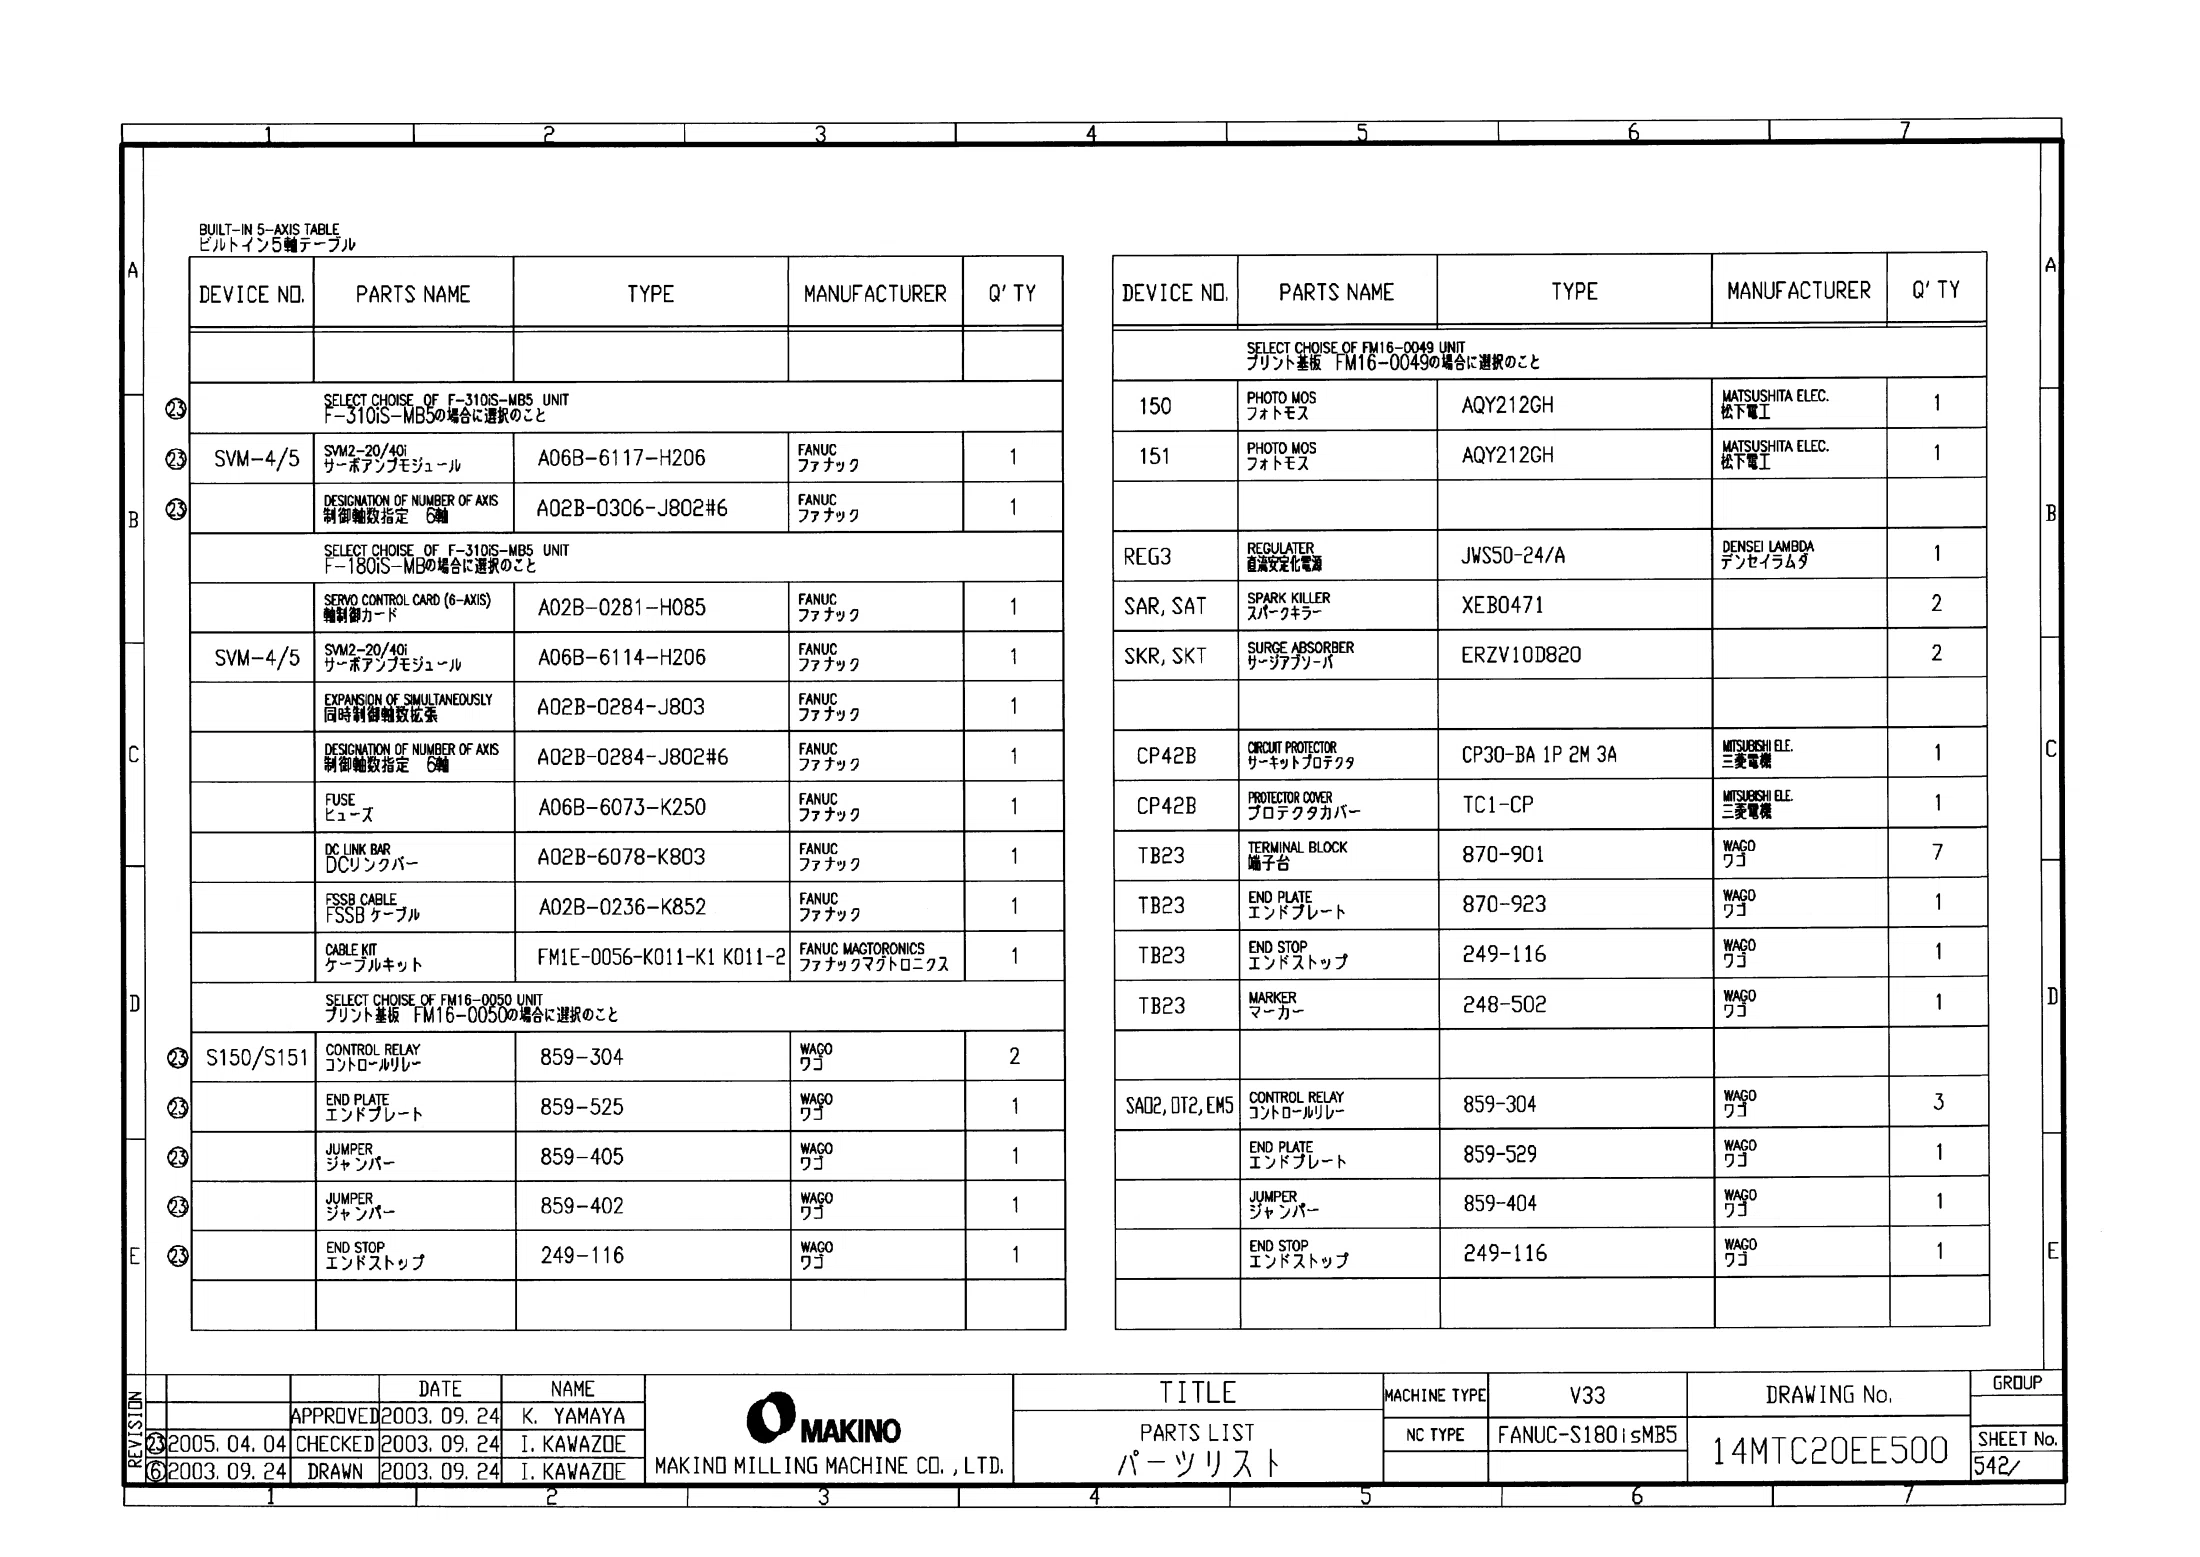 1 2 3 4 5 6 7
BUILT-IN 5-AXIS TABLE
ビルトイン5軸テーブル
DEVICE NO. PARTS NAME TYPE MANUFACTURER Q'TY
㉓ SELECT CHOISE OF F-310iS-MB5 UNIT
F-310iS-MB5の場合に選択のこと
㉓ SVM-4/5 SVM2-20/40i A06B-6117-H206 FANUC 1
サーボアンプモジュール ファナック
㉓ DESIGNATION OF NUMBER OF AXIS A02B-0306-J802#6 FANUC 1
制御軸数指定 6軸 ファナック
SELECT CHOISE OF F-310iS-MB5 UNIT
F-180iS-MBの場合に選択のこと
SERVO CONTROL CARD (6-AXIS) A02B-0281-H085 FANUC 1
軸制御カード ファナック
SVM-4/5 SVM2-20/40i A06B-6114-H206 FANUC 1
サーボアンプモジュール ファナック
EXPANSION OF SIMULTANEOUSLY A02B-0284-J803 FANUC 1
同時制御軸数拡張 ファナック
DESIGNATION OF NUMBER OF AXIS A02B-0284-J802#6 FANUC 1
制御軸数指定 6軸 ファナック
FUSE A06B-6073-K250 FANUC 1
ヒューズ ファナック
DC LINK BAR A02B-6078-K803 FANUC 1
DCリンクバー ファナック
FSSB CABLE A02B-0236-K852 FANUC 1
FSSBケーブル ファナック
CABLE KIT FM1E-0056-K011-K1 K011-2 FANUC MAGTORONICS 1
ケーブルキット ファナックマグトロニクス
SELECT CHOISE OF FM16-0050 UNIT
プリント基板 FM16-0050の場合に選択のこと
㉓ S150/S151 CONTROL RELAY 859-304 WAGO 2
コントロールリレー ワゴ
㉓ END PLATE 859-525 WAGO 1
エンドプレート ワゴ
㉓ JUMPER 859-405 WAGO 1
ジャンパー ワゴ
㉓ JUMPER 859-402 WAGO 1
ジャンパー ワゴ
㉓ END STOP 249-116 WAGO 1
エンドストップ ワゴ
DEVICE NO. PARTS NAME TYPE MANUFACTURER Q'TY
SELECT CHOISE OF FM16-0049 UNIT
プリント基板 FM16-0049の場合に選択のこと
150 PHOTO MOS AQY212GH MATSUSHITA ELEC. 1
フォトモス 松下電工
151 PHOTO MOS AQY212GH MATSUSHITA ELEC. 1
フォトモス 松下電工
REG3 REGULATER JWS50-24/A DENSEI LAMBDA 1
直流安定化電源 デンセイラムダ
SAR, SAT SPARK KILLER XEB0471 2
スパークキラー
SKR, SKT SURGE ABSORBER ERZV10D820 2
サージアブソーバ
CP42B CIRCUIT PROTECTOR CP30-BA 1P 2M 3A MITSUBISHI ELE. 1
サーキットプロテクタ 三菱電機
CP42B PROTECTOR COVER TC1-CP MITSUBISHI ELE. 1
プロテクタカバー 三菱電機
TB23 TERMINAL BLOCK 870-901 WAGO 7
端子台 ワゴ
TB23 END PLATE 870-923 WAGO 1
エンドプレート ワゴ
TB23 END STOP 249-116 WAGO 1
エンドストップ ワゴ
TB23 MARKER 248-502 WAGO 1
マーカー ワゴ
SAO2, OT2, EM5 CONTROL RELAY 859-304 WAGO 3
コントロールリレー ワゴ
END PLATE 859-529 WAGO 1
エンドプレート ワゴ
JUMPER 859-404 WAGO 1
ジャンパー ワゴ
END STOP 249-116 WAGO 1
エンドストップ ワゴ
A A
B B
C C
D D
E E
REVISION
DATE NAME
APPROVED 2003. 09. 24 K. YAMAYA
㉓ 2005. 04. 04 CHECKED 2003. 09. 24 I. KAWAZOE
⑥ 2003. 09. 24 DRAWN 2003. 09. 24 I. KAWAZOE
MAKINO
MAKINO MILLING MACHINE CO., LTD.
TITLE
PARTS LIST
パーツリスト
MACHINE TYPE V33
NC TYPE FANUC-S180isMB5
DRAWING No.
14MTC20EE500
GROUP
SHEET No.
542/
1 2 3 4 5 6 7